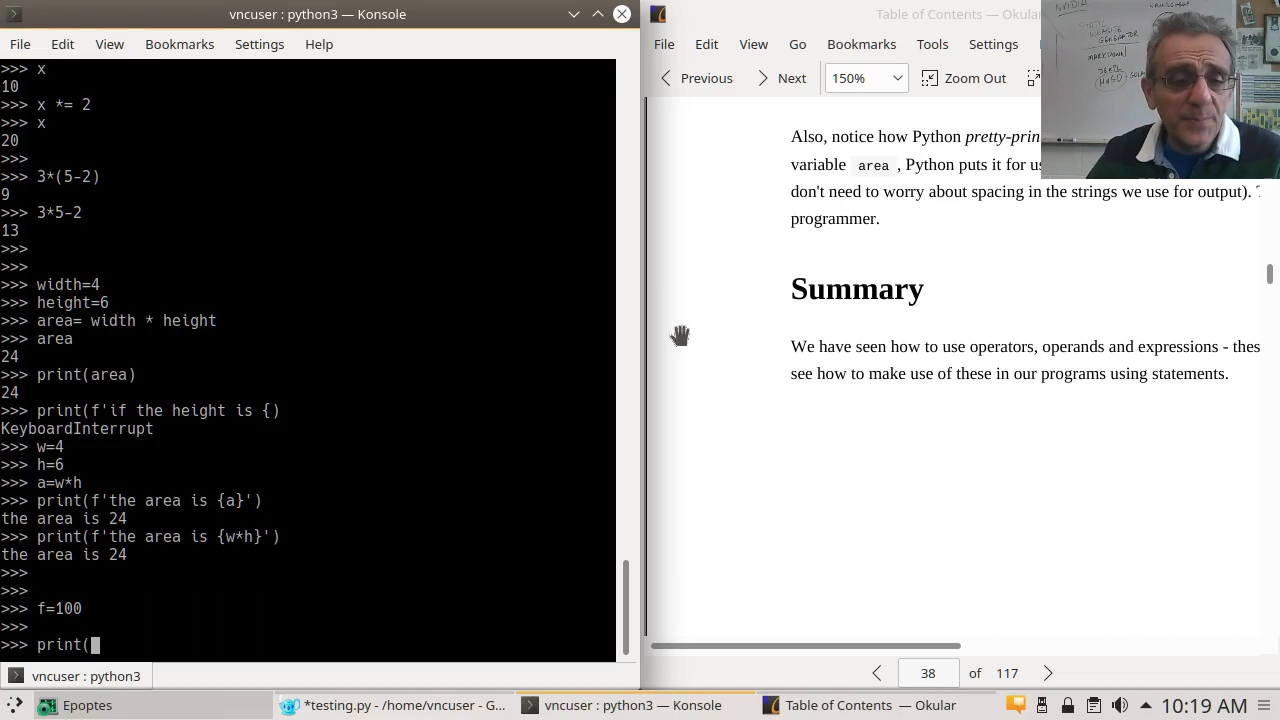 vncuser : python3 — Konsole
File Edit View Bookmarks Settings Help
>>> x
10
>>> x *= 2
>>> x
20
>>>
>>> 3*(5-2)
9
>>> 3*5-2
13
>>>
>>>
>>> width=4
>>> height=6
>>> area= width * height
>>> area
24
>>> print(area)
24
>>> print(f'if the height is {)
KeyboardInterrupt
>>> w=4
>>> h=6
>>> a=w*h
>>> print(f'the area is {a}')
the area is 24
>>> print(f'the area is {w*h}')
the area is 24
>>>
>>>
>>> f=100
>>>
>>> print(
vncuser : python3
Table of Contents — Okular
File Edit View Go Bookmarks Tools Settings
Previous Next 150% Zoom Out
Also, notice how Python pretty-prin
variable area , Python puts it for us
don't need to worry about spacing in the strings we use for output).
programmer.
Summary
We have seen how to use operators, operands and expressions - thes
see how to make use of these in our programs using statements.
38 of 117
NVIDIA
STATIC
WEBSITE
GENERATOR
MARKDOWN
Epoptes
*testing.py - /home/vncuser - G...
vncuser : python3 — Konsole
Table of Contents — Okular
10:19 AM